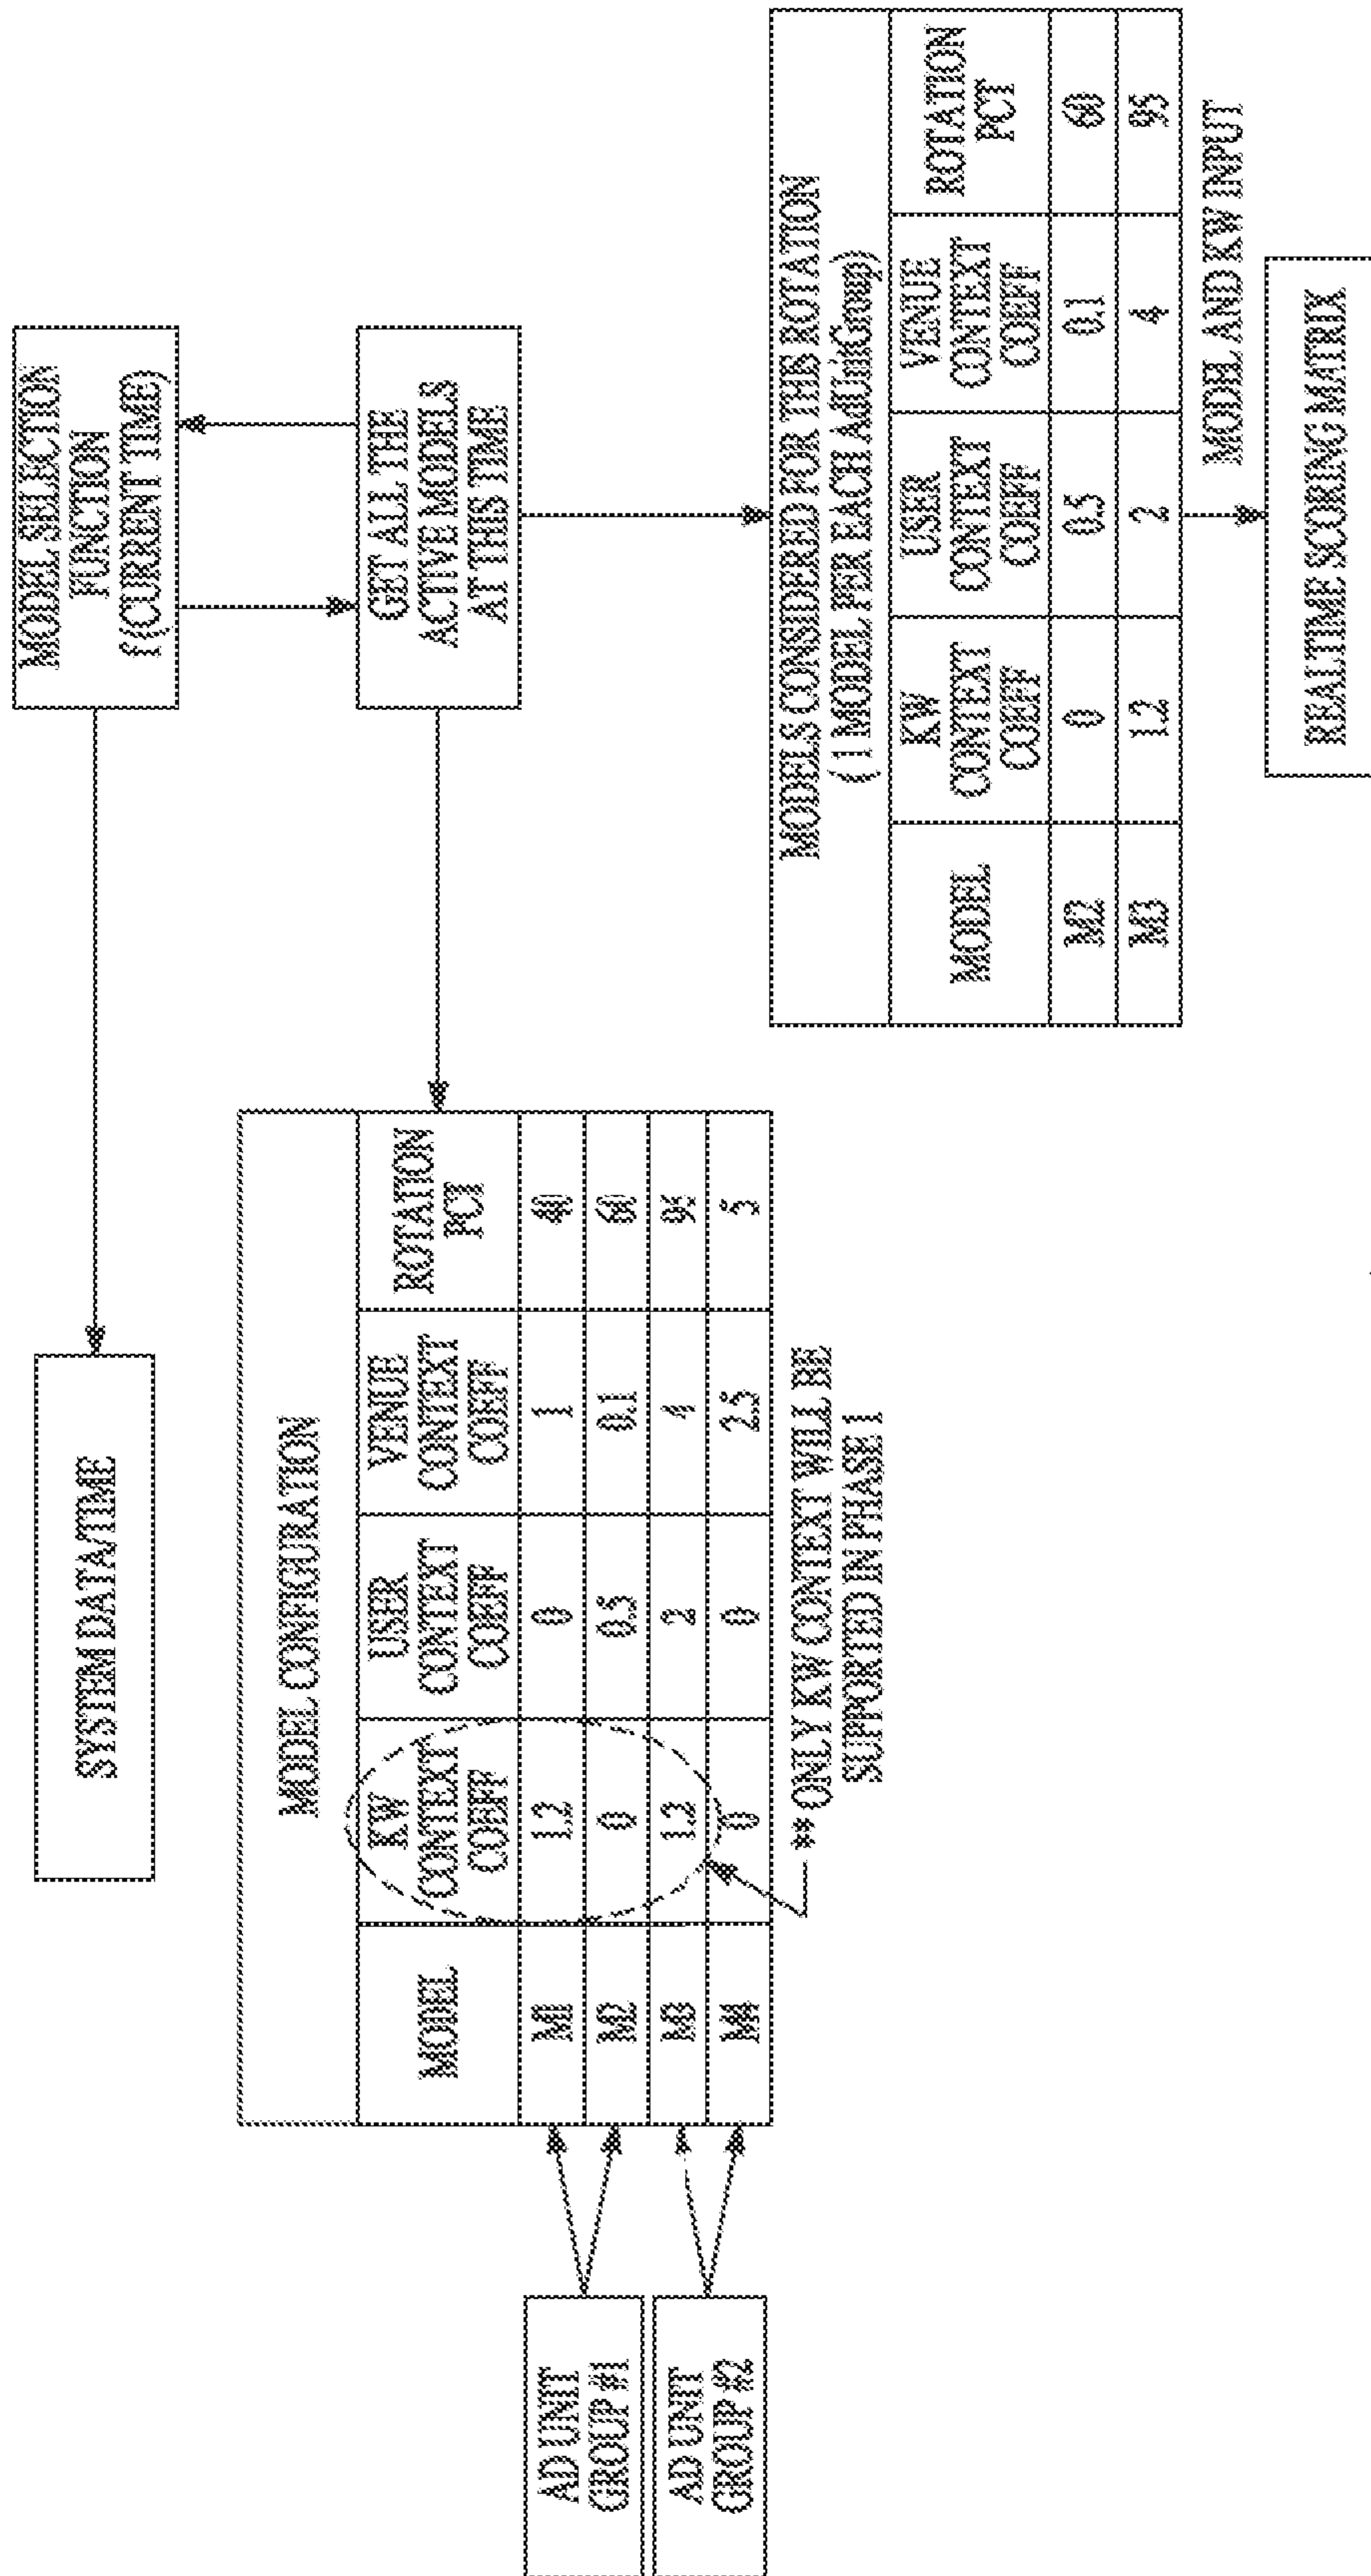 SYSTEM DATA/TIME
MODEL SELECTION
FUNCTION
f (CURRENT TIME)
GET ALL THE
ACTIVE MODELS
AT THIS TIME
AD UNIT
GROUP #1
AD UNIT
GROUP #2
MODEL CONFIGURATION
MODEL
KW
CONTEXT
COEFF
USER
CONTEXT
COEFF
VENUE
CONTEXT
COEFF
ROTATION
PCT
M1 1.2 0 1 40
M2 0 0.5 0.1 60
M3 1.2 2 4 95
M4 0 0 2.5 5
** ONLY KW CONTEXT WILL BE
SUPPORTED IN PHASE 1
MODELS CONSIDERED FOR THIS ROTATION
( 1 MODEL PER EACH AdUnitGroup)
MODEL
KW
CONTEXT
COEFF
USER
CONTEXT
COEFF
VENUE
CONTEXT
COEFF
ROTATION
PCT
M2 0 0.5 0.1 60
M3 1.2 2 4 95
MODEL AND KW INPUT
REALTIME SCORING MATRIX